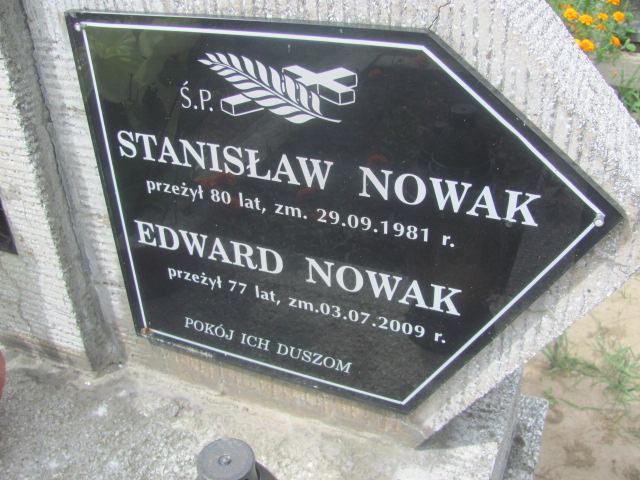 Ś.P.
STANISŁAW NOWAK
przeżył 80 lat, zm. 29.09.1981 r.
EDWARD NOWAK
przeżył 77 lat, zm.03.07.2009 r.
POKÓJ ICH DUSZOM